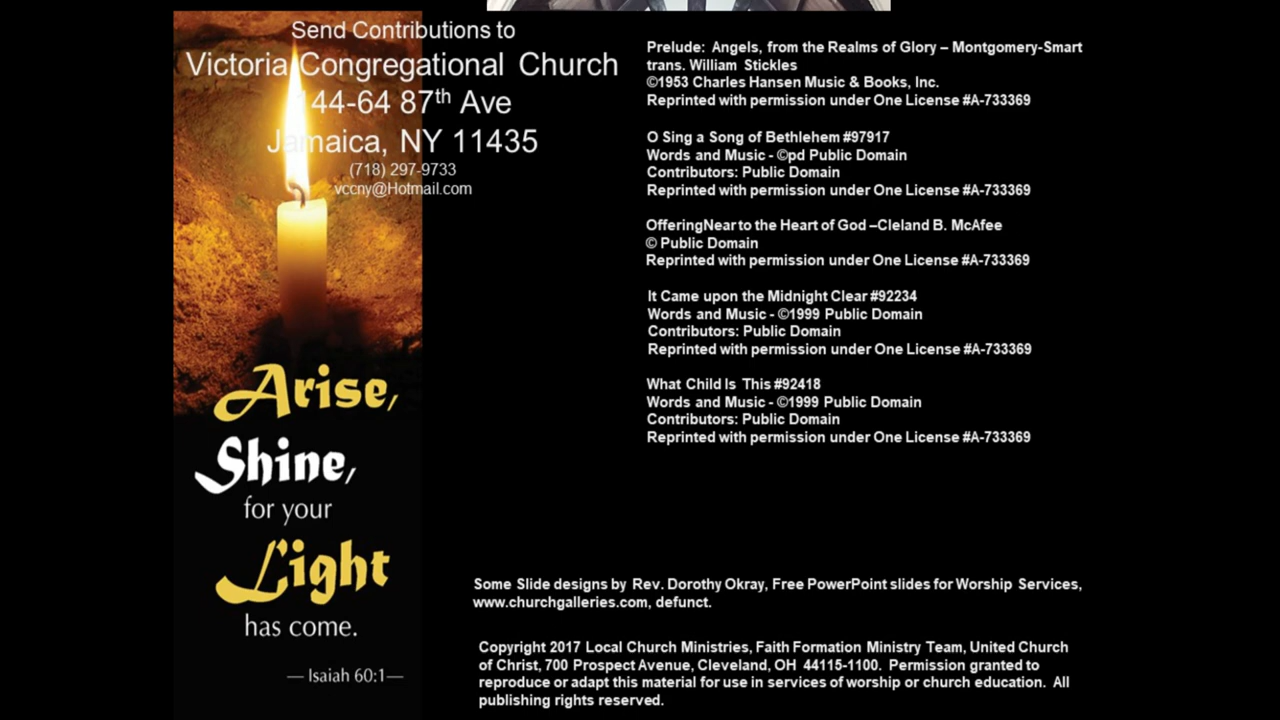 Send Contributions to
Victoria Congregational Church
144-64 87th Ave
Jamaica, NY 11435
(718) 297-9733
vccny@Hotmail.com
Arise,
Shine,
for your
Light
has come.
— Isaiah 60:1—
Prelude: Angels, from the Realms of Glory – Montgomery-Smart
trans. William Stickles
©1953 Charles Hansen Music & Books, Inc.
Reprinted with permission under One License #A-733369
O Sing a Song of Bethlehem #97917
Words and Music - ©pd Public Domain
Contributors: Public Domain
Reprinted with permission under One License #A-733369
OfferingNear to the Heart of God –Cleland B. McAfee
© Public Domain
Reprinted with permission under One License #A-733369
It Came upon the Midnight Clear #92234
Words and Music - ©1999 Public Domain
Contributors: Public Domain
Reprinted with permission under One License #A-733369
What Child Is This #92418
Words and Music - ©1999 Public Domain
Contributors: Public Domain
Reprinted with permission under One License #A-733369
Some Slide designs by Rev. Dorothy Okray, Free PowerPoint slides for Worship Services,
www.churchgalleries.com, defunct.
Copyright 2017 Local Church Ministries, Faith Formation Ministry Team, United Church
of Christ, 700 Prospect Avenue, Cleveland, OH 44115-1100. Permission granted to
reproduce or adapt this material for use in services of worship or church education. All
publishing rights reserved.